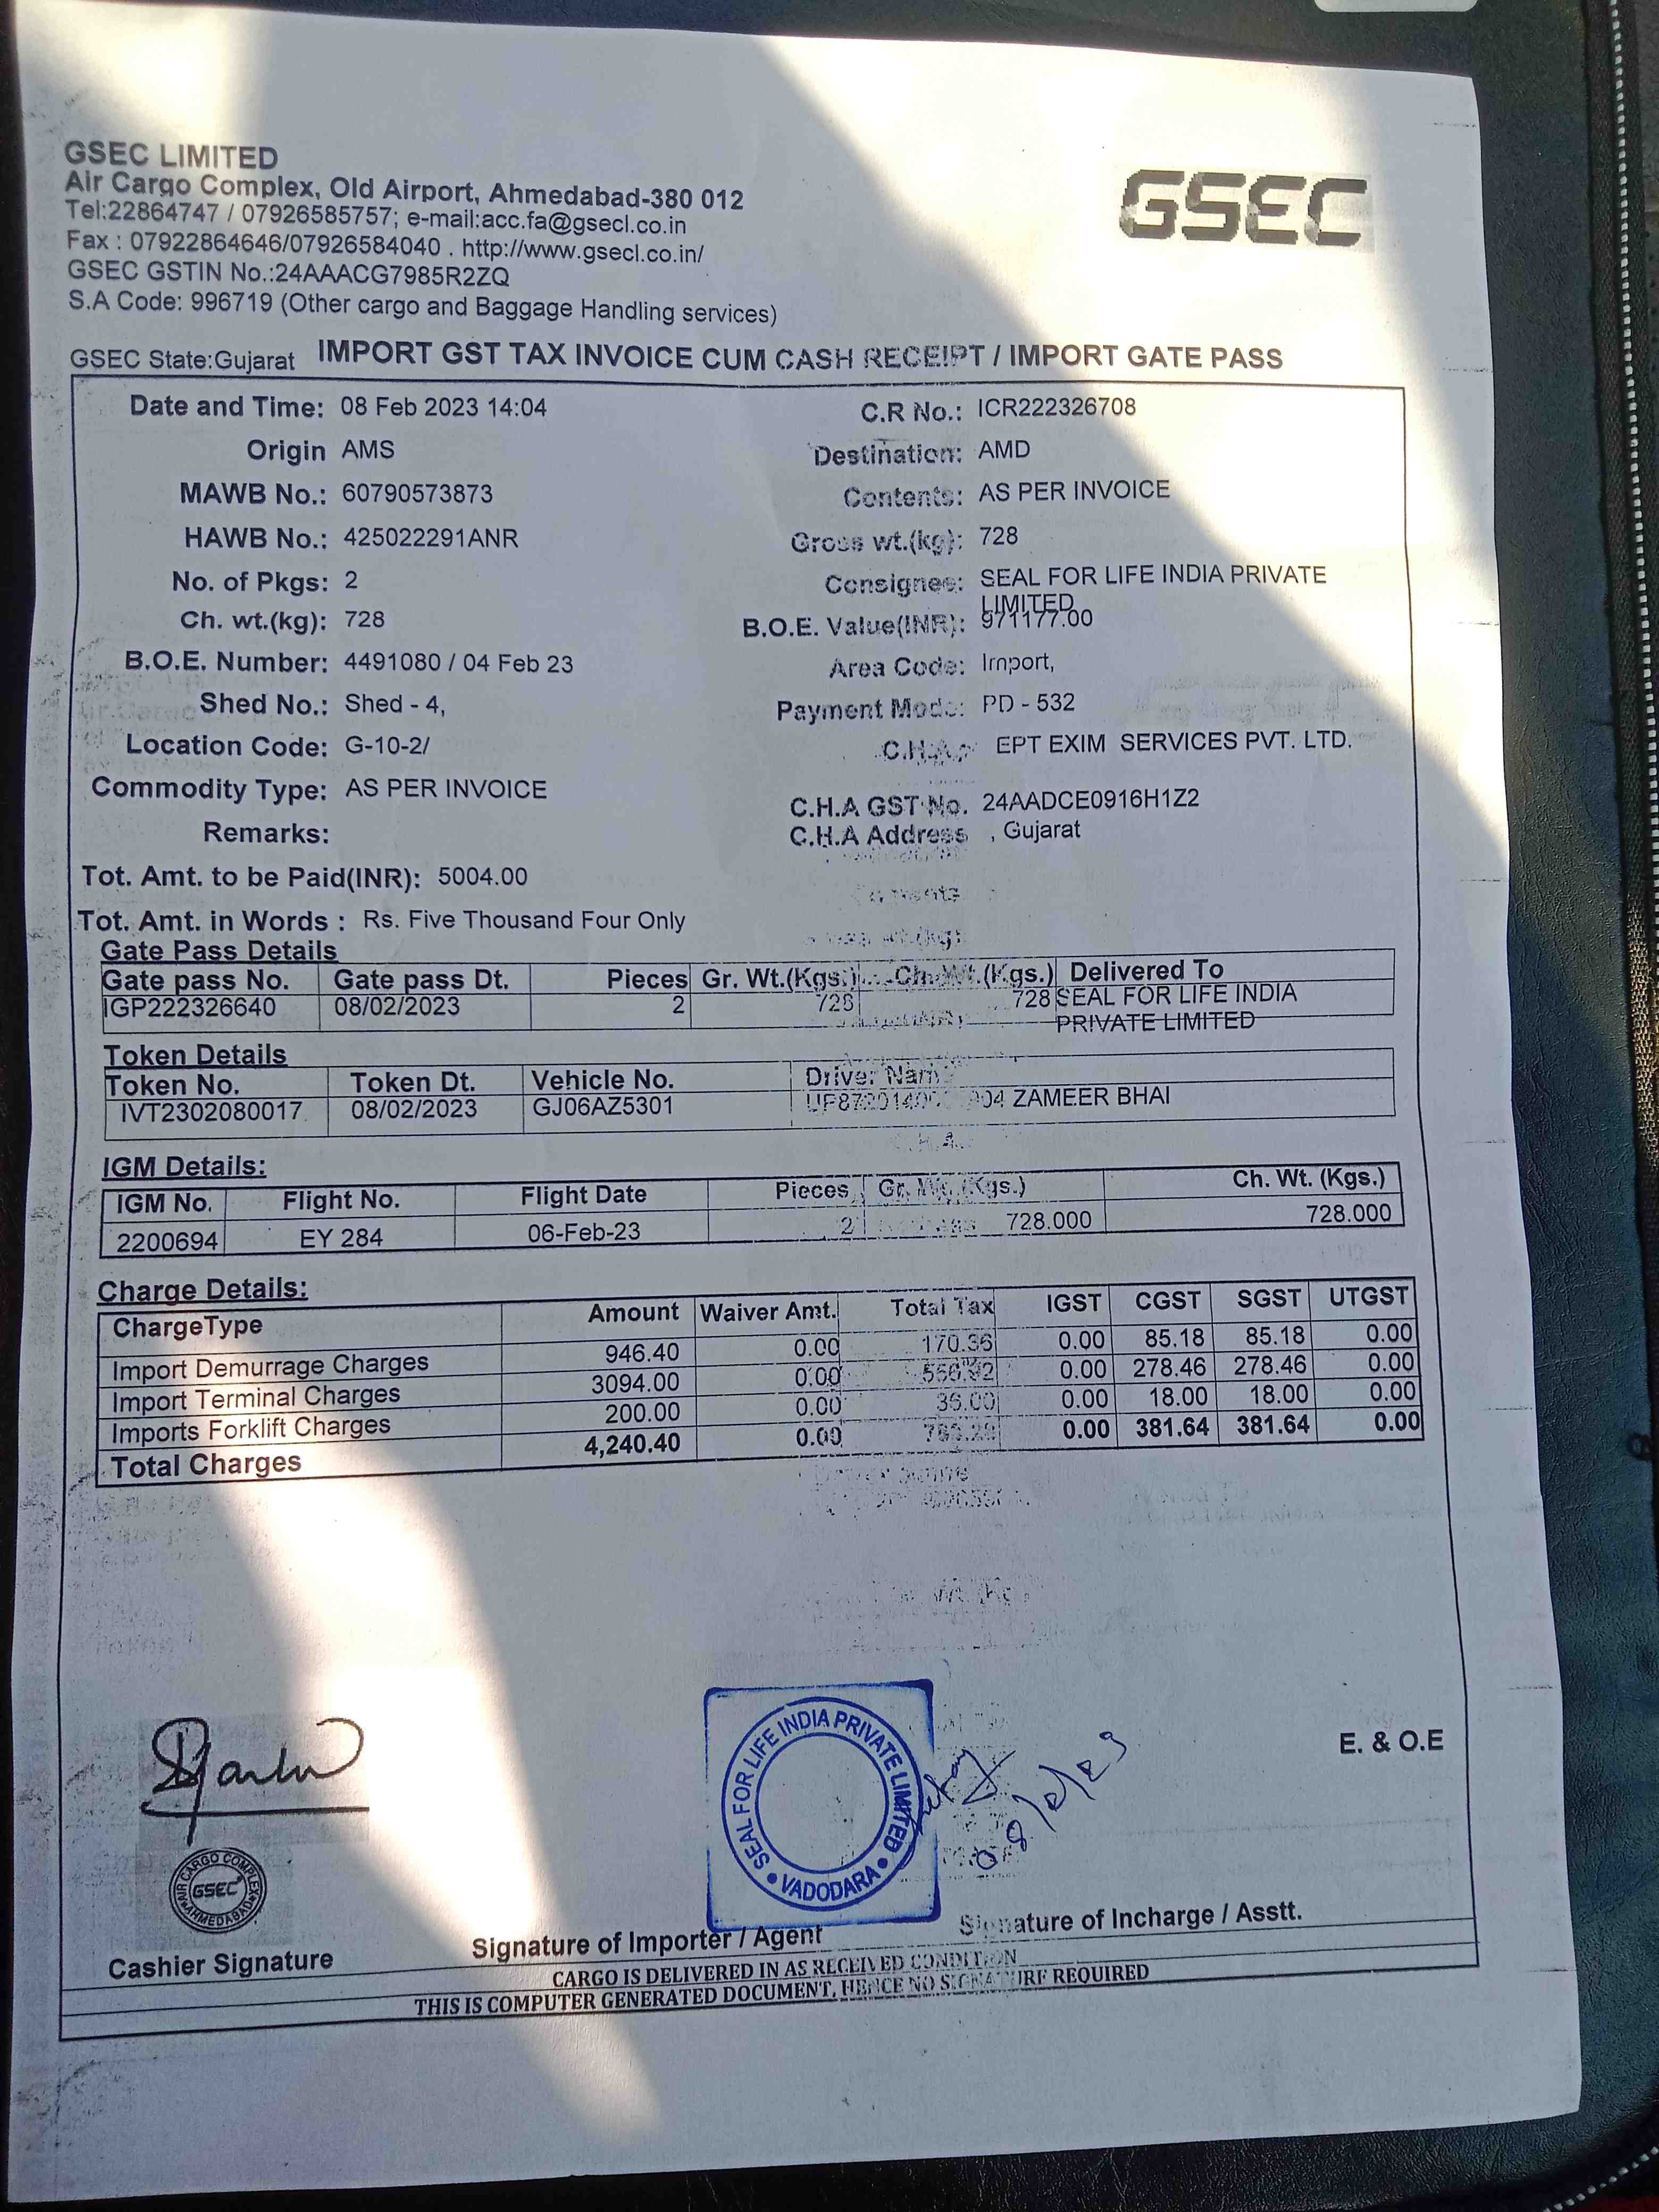 GSEC LIMITED
Air Cargo Complex, Old Airport, Ahmedabad-380 012
Tel:22864747 / 07926585757; e-mail:acc.fa@gsecl.co.in
Fax : 07922864646/07926584040 . http://www.gsecl.co.in/
GSEC GSTIN No.:24AAACG7985R2ZQ
S.A Code: 996719 (Other cargo and Baggage Handling services)
GSEC
GSEC State:Gujarat IMPORT GST TAX INVOICE CUM CASH RECEIPT / IMPORT GATE PASS
Date and Time: 08 Feb 2023 14:04 C.R No.: ICR222326708
Origin AMS Destination: AMD
MAWB No.: 60790573873 Contents: AS PER INVOICE
HAWB No.: 425022291ANR Gross wt.(kg): 728
No. of Pkgs: 2 Consignee: SEAL FOR LIFE INDIA PRIVATE
LIMITED
Ch. wt.(kg): 728 B.O.E. Value(INR): 971177.00
B.O.E. Number: 4491080 / 04 Feb 23 Area Code: Import,
Shed No.: Shed - 4, Payment Mode: PD - 532
Location Code: G-10-2/ C.H.A EPT EXIM SERVICES PVT. LTD.
Commodity Type: AS PER INVOICE C.H.A GST No. 24AADCE0916H1Z2
Remarks: C.H.A Address , Gujarat
Tot. Amt. to be Paid(INR): 5004.00
Tot. Amt. in Words : Rs. Five Thousand Four Only
Gate Pass Details
Gate pass No. Gate pass Dt. Pieces Gr. Wt.(Kgs.) Ch. Wt.(Kgs.) Delivered To
IGP222326640 08/02/2023 2 728 728 SEAL FOR LIFE INDIA
PRIVATE LIMITED
Token Details
Token No. Token Dt. Vehicle No. Driver Name
IVT2302080017 08/02/2023 GJ06AZ5301 ZAMEER BHAI
IGM Details:
IGM No. Flight No. Flight Date Pieces Gr. Wt. (Kgs.) Ch. Wt. (Kgs.)
2200694 EY 284 06-Feb-23 2 728.000 728.000
Charge Details:
ChargeType Amount Waiver Amt. Total Tax IGST CGST SGST UTGST
Import Demurrage Charges 946.40 0.00 170.36 0.00 85.18 85.18 0.00
Import Terminal Charges 3094.00 0.00 556.92 0.00 278.46 278.46 0.00
Imports Forklift Charges 200.00 0.00 36.00 0.00 18.00 18.00 0.00
Total Charges 4,240.40 0.00 763.28 0.00 381.64 381.64 0.00
E. & O.E
SEAL FOR LIFE INDIA PRIVATE LIMITED
VADODARA
08/02/23
AIR CARGO COMPLEX
GSEC
AHMEDABAD
Cashier Signature Signature of Importer / Agent Signature of Incharge / Asstt.
CARGO IS DELIVERED IN AS RECEIVED CONDITION
THIS IS COMPUTER GENERATED DOCUMENT, HENCE NO SIGNATURE REQUIRED